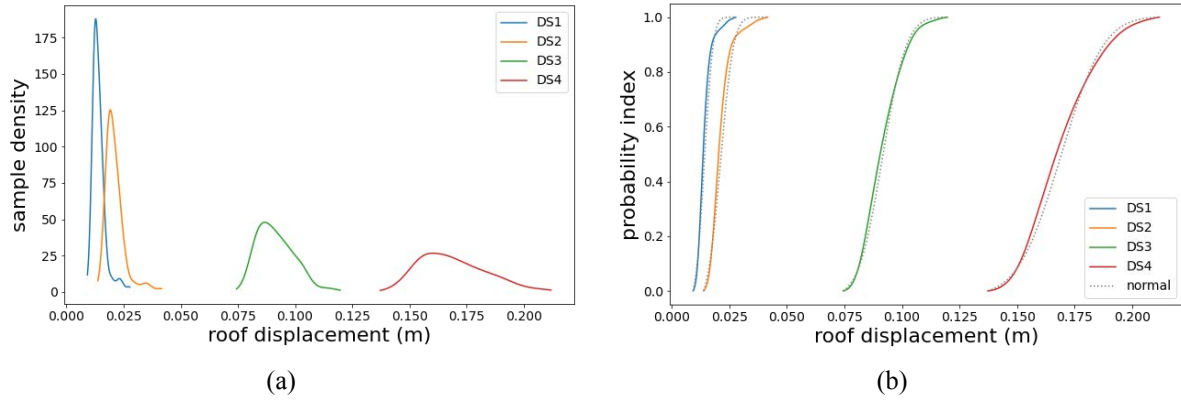 sample density
175
150
125
100
75
50
25
0
DS1
DS2
DS3
DS4
0.000 0.025 0.050 0.075 0.100 0.125 0.150 0.175 0.200
roof displacement (m)
(a)
probability index
1.0
0.8
0.6
0.4
0.2
0.0
DS1
DS2
DS3
DS4
normal
0.000 0.025 0.050 0.075 0.100 0.125 0.150 0.175 0.200
roof displacement (m)
(b)